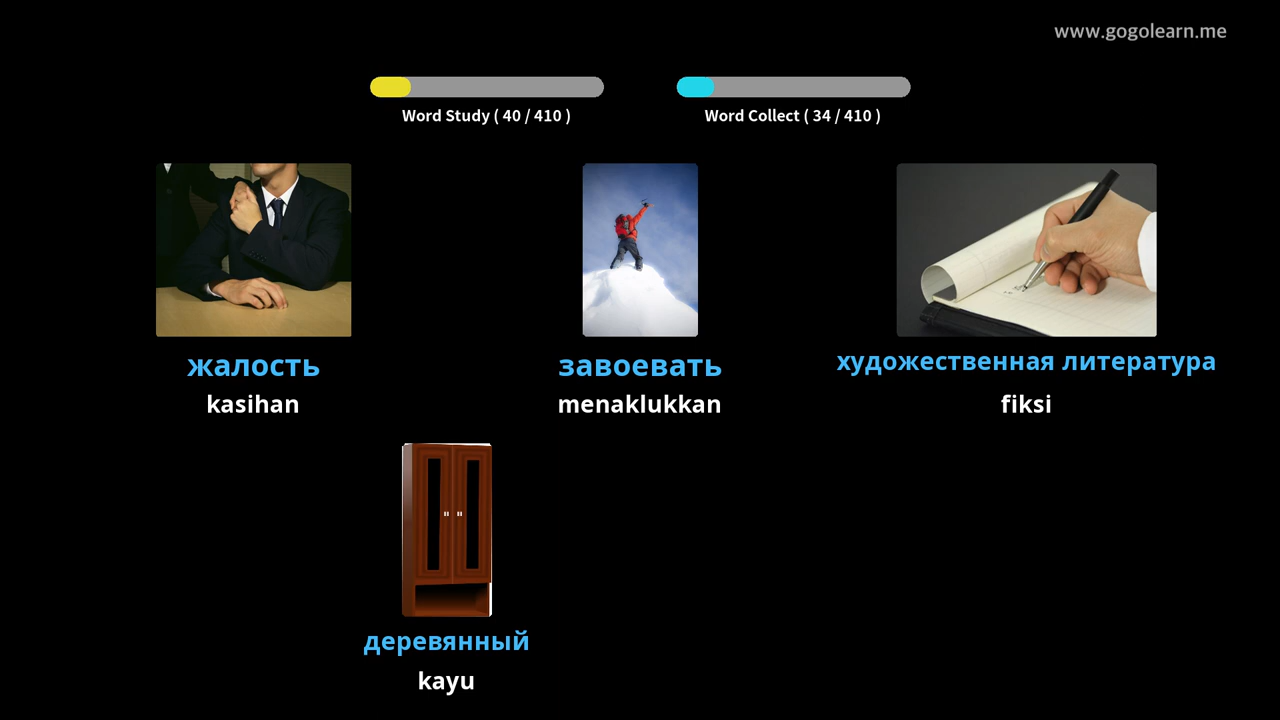 www.gogolearn.me
Word Study ( 40 / 410 )
Word Collect ( 34 / 410 )
жалость
kasihan
завоевать
menaklukkan
художественная литература
fiksi
деревянный
kayu